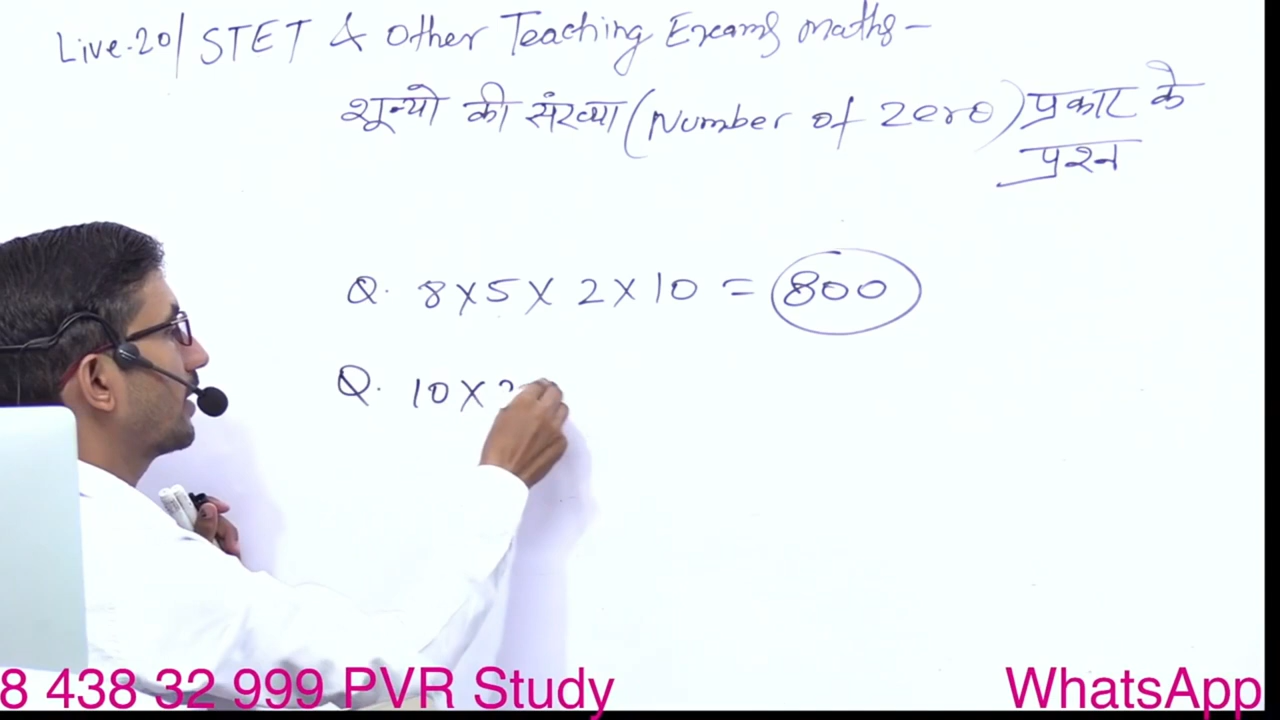 Live.20/ STET & Other Teaching Exams maths -
शून्यो की संख्या (Number of Zero) प्रकार के
प्रश्न
Q. 8 X 5 X 2 X 10 = 800
Q. 10 X
8 438 32 999 PVR Study WhatsApp